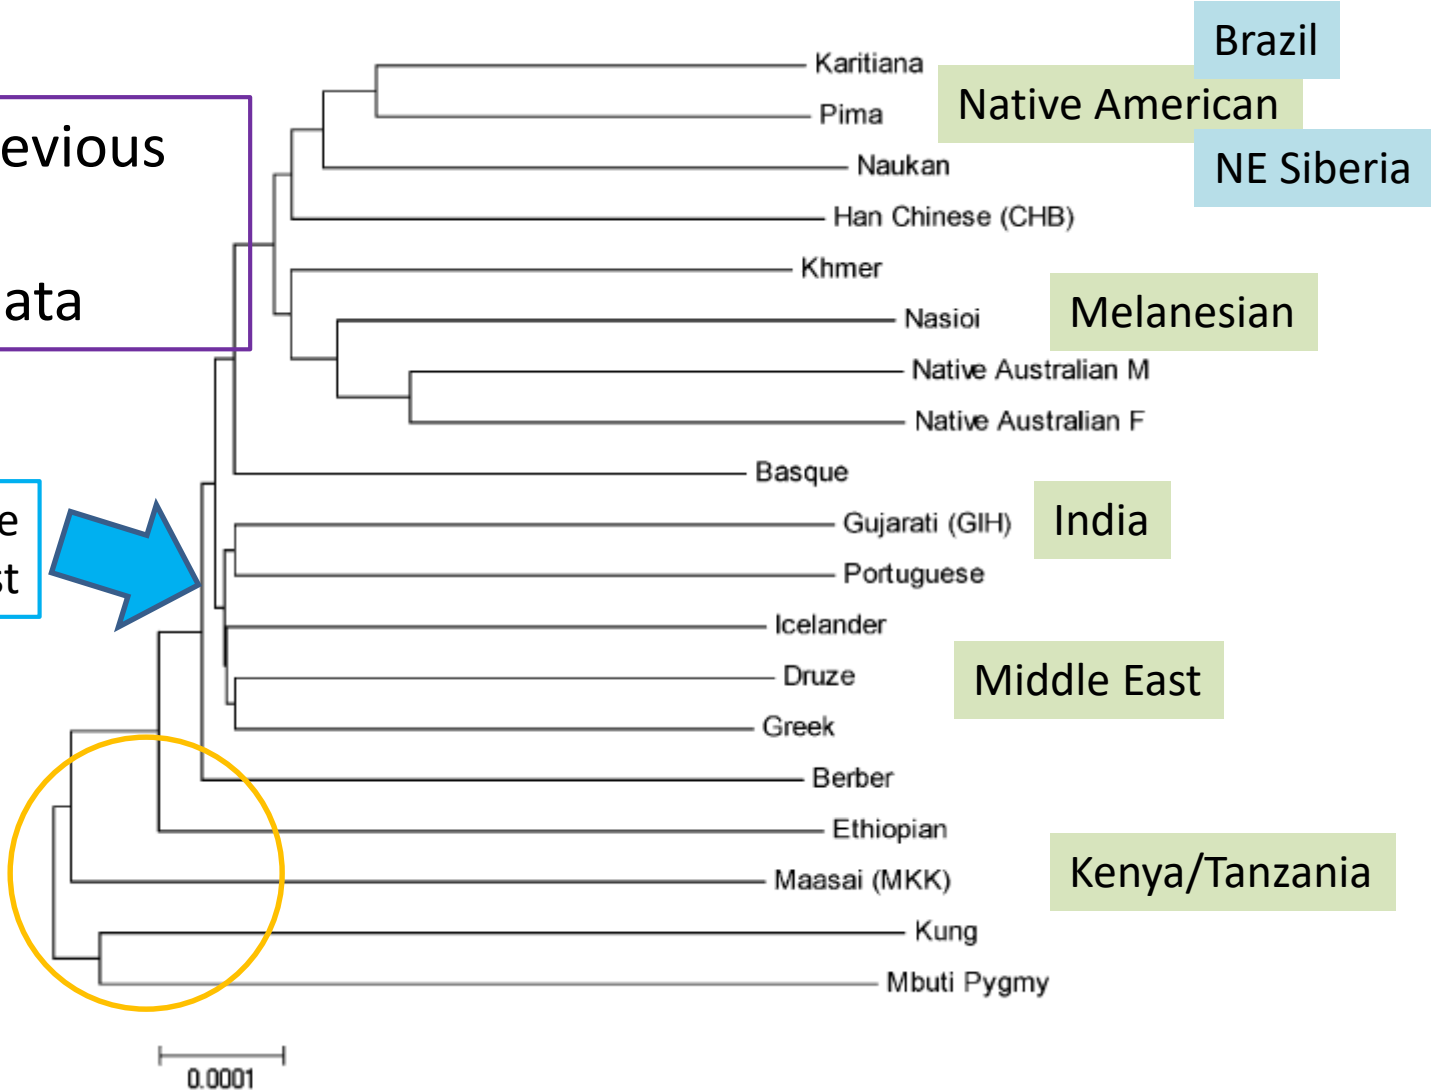 Brazil
Karitiana
Native American
Pima
evious
Naukan
NE Siberia
Han Chinese (CHB)
Khmer
ata
Nasioi
Melanesian
Native Australian M
Native Australian F
Basque
e
Gujarati (GIH)
India
st
Portuguese
Icelander
Druze
Middle East
Greek
Berber
Ethiopian
Maasai (MKK)
Kenya/Tanzania
Kung
Mbuti Pygmy
0.0001